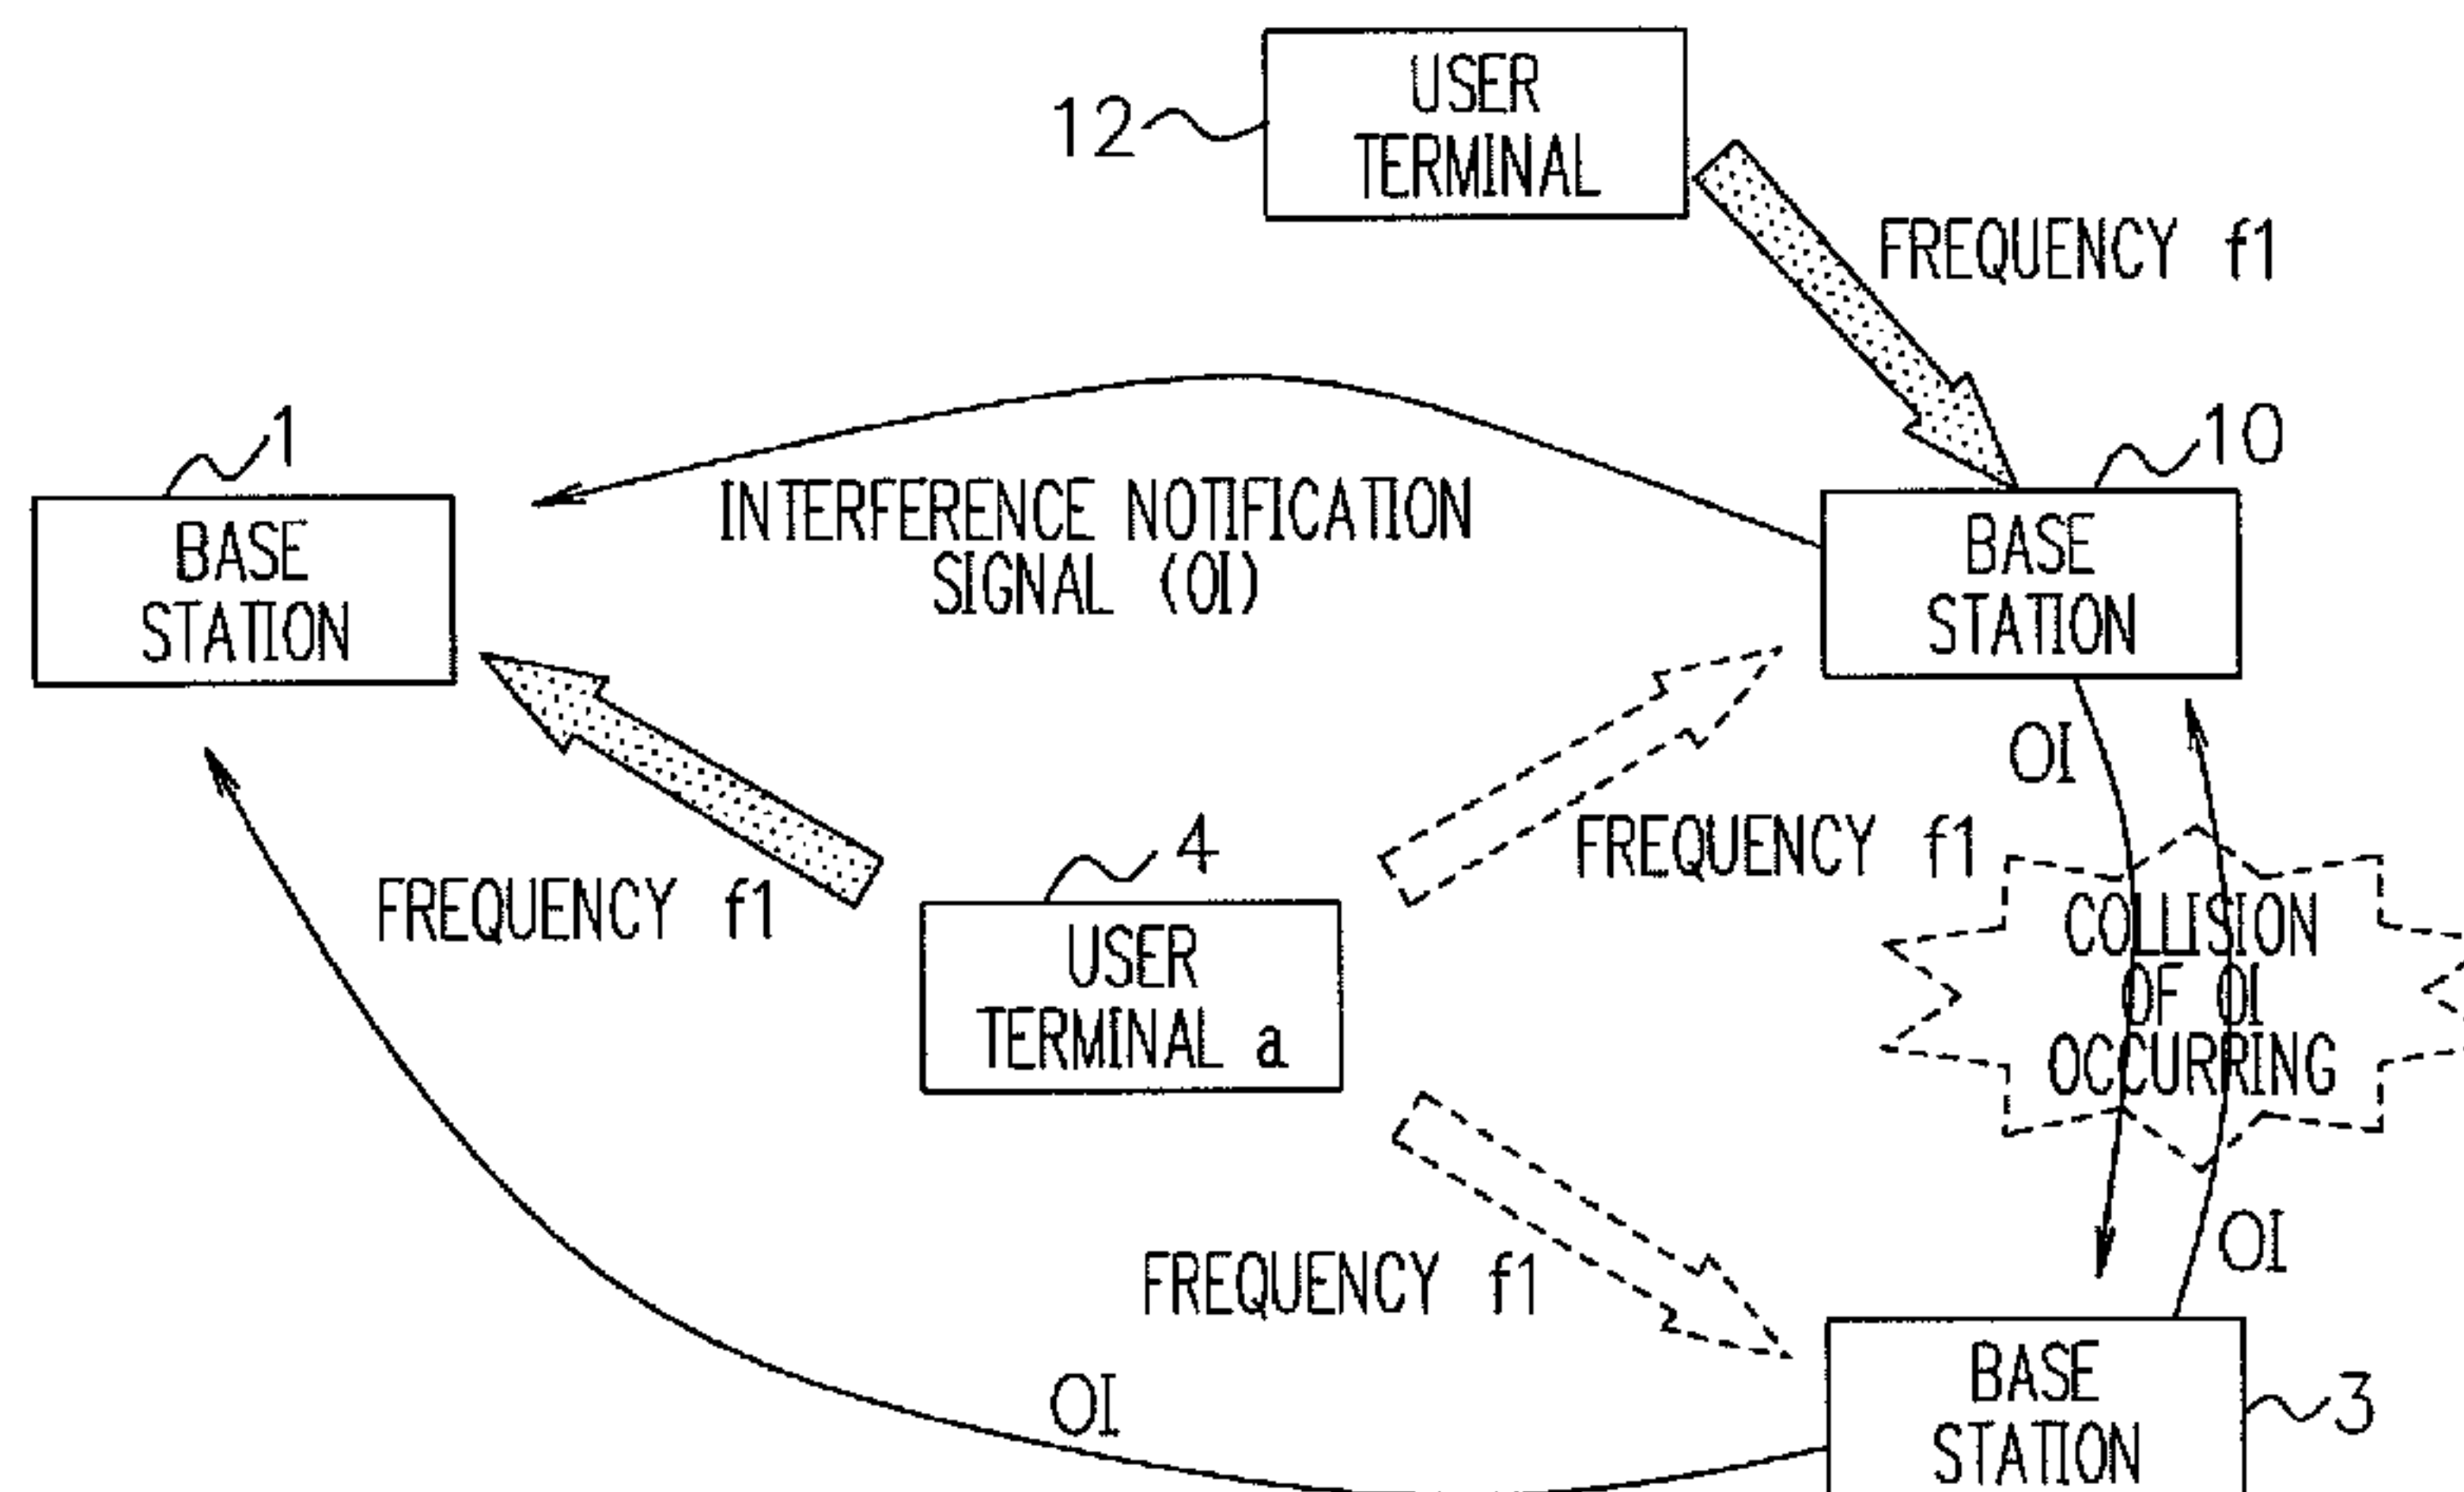 12
USER
TERMINAL
FREQUENCY f1
1
BASE
STATION
INTERFERENCE NOTIFICATION
SIGNAL (OI)
10
BASE
STATION
OI
FREQUENCY f1
4
USER
TERMINAL a
FREQUENCY f1
COLLISION
OF OI
OCCURRING
FREQUENCY f1
OI
OI
BASE
STATION
3